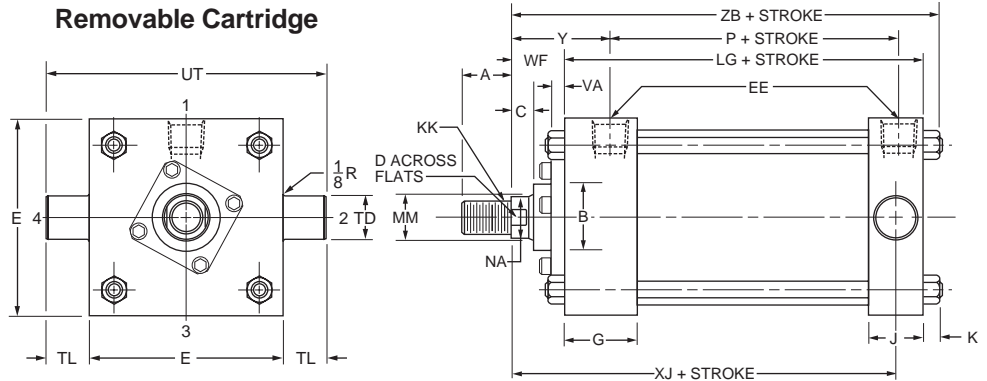 Removable Cartridge
ZB + STROKE
Y
P + STROKE
WF
LG + STROKE
UT
A
VA
EE
C
1
KK
D ACROSS
FLATS
1/8 R
E
4
2
TD
MM
B
NA
3
TL
E
TL
G
J
K
XJ + STROKE